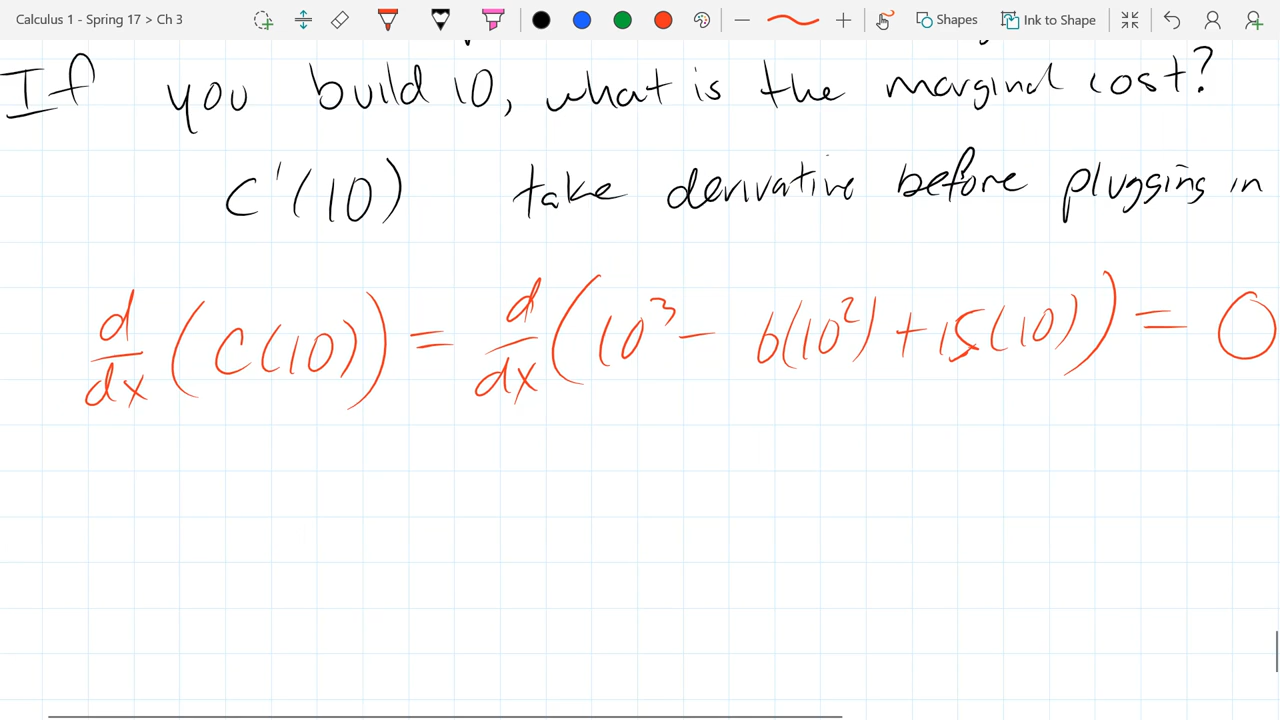 Calculus 1 - Spring 17 > Ch 3 Shapes Ink to Shape
If you build 10, what is the marginal cost?
C'(10) take derivative before plugging in
d/dx (C(10)) = d/dx (10³ - 6(10²) + 15(10)) = 0